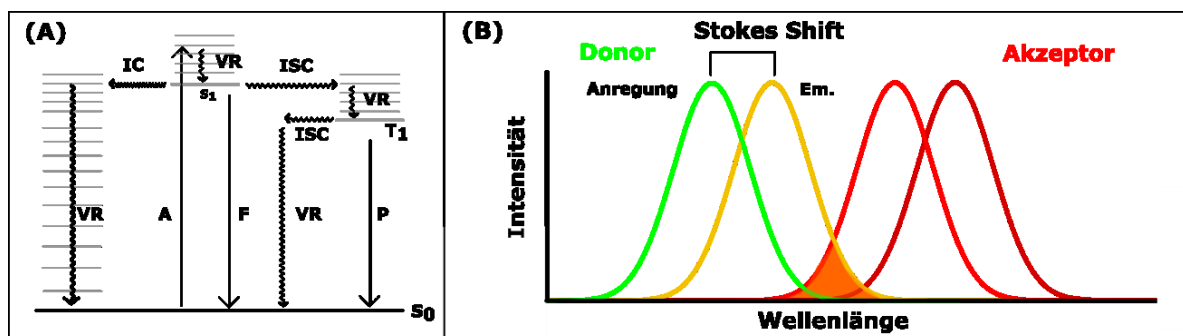 (A)
IC
VR
ISC
S1
VR
ISC
T1
VR
A
F
VR
P
S0
(B)
Stokes Shift
Donor
Akzeptor
Anregung
Em.
Intensität
Wellenlänge